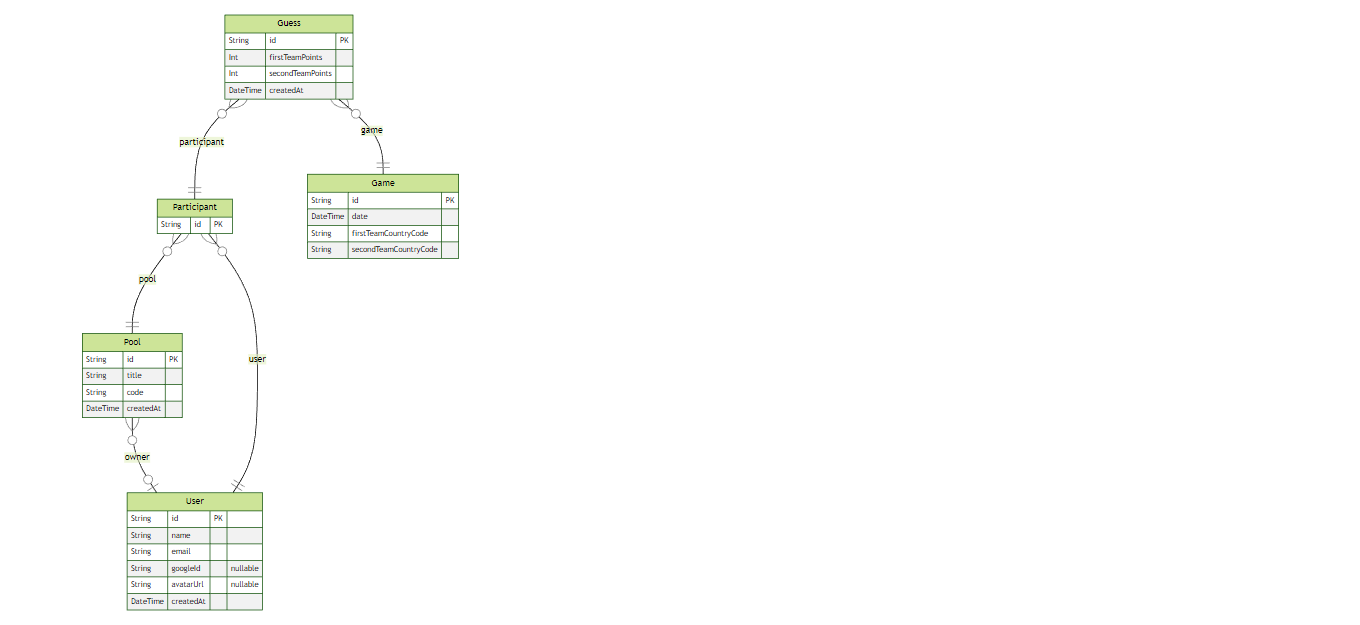 Guess
String id PK
Int firstTeamPoints
Int secondTeamPoints
DateTime createdAt
game
participant
Game
String id PK
DateTime date
String firstTeamCountryCode
String secondTeamCountryCode
Participant
String id PK
pool
Pool
String id PK
String title
String code
DateTime createdAt
user
owner
User
String id PK
String name
String email
String googleId nullable
String avatarUrl nullable
DateTime createdAt